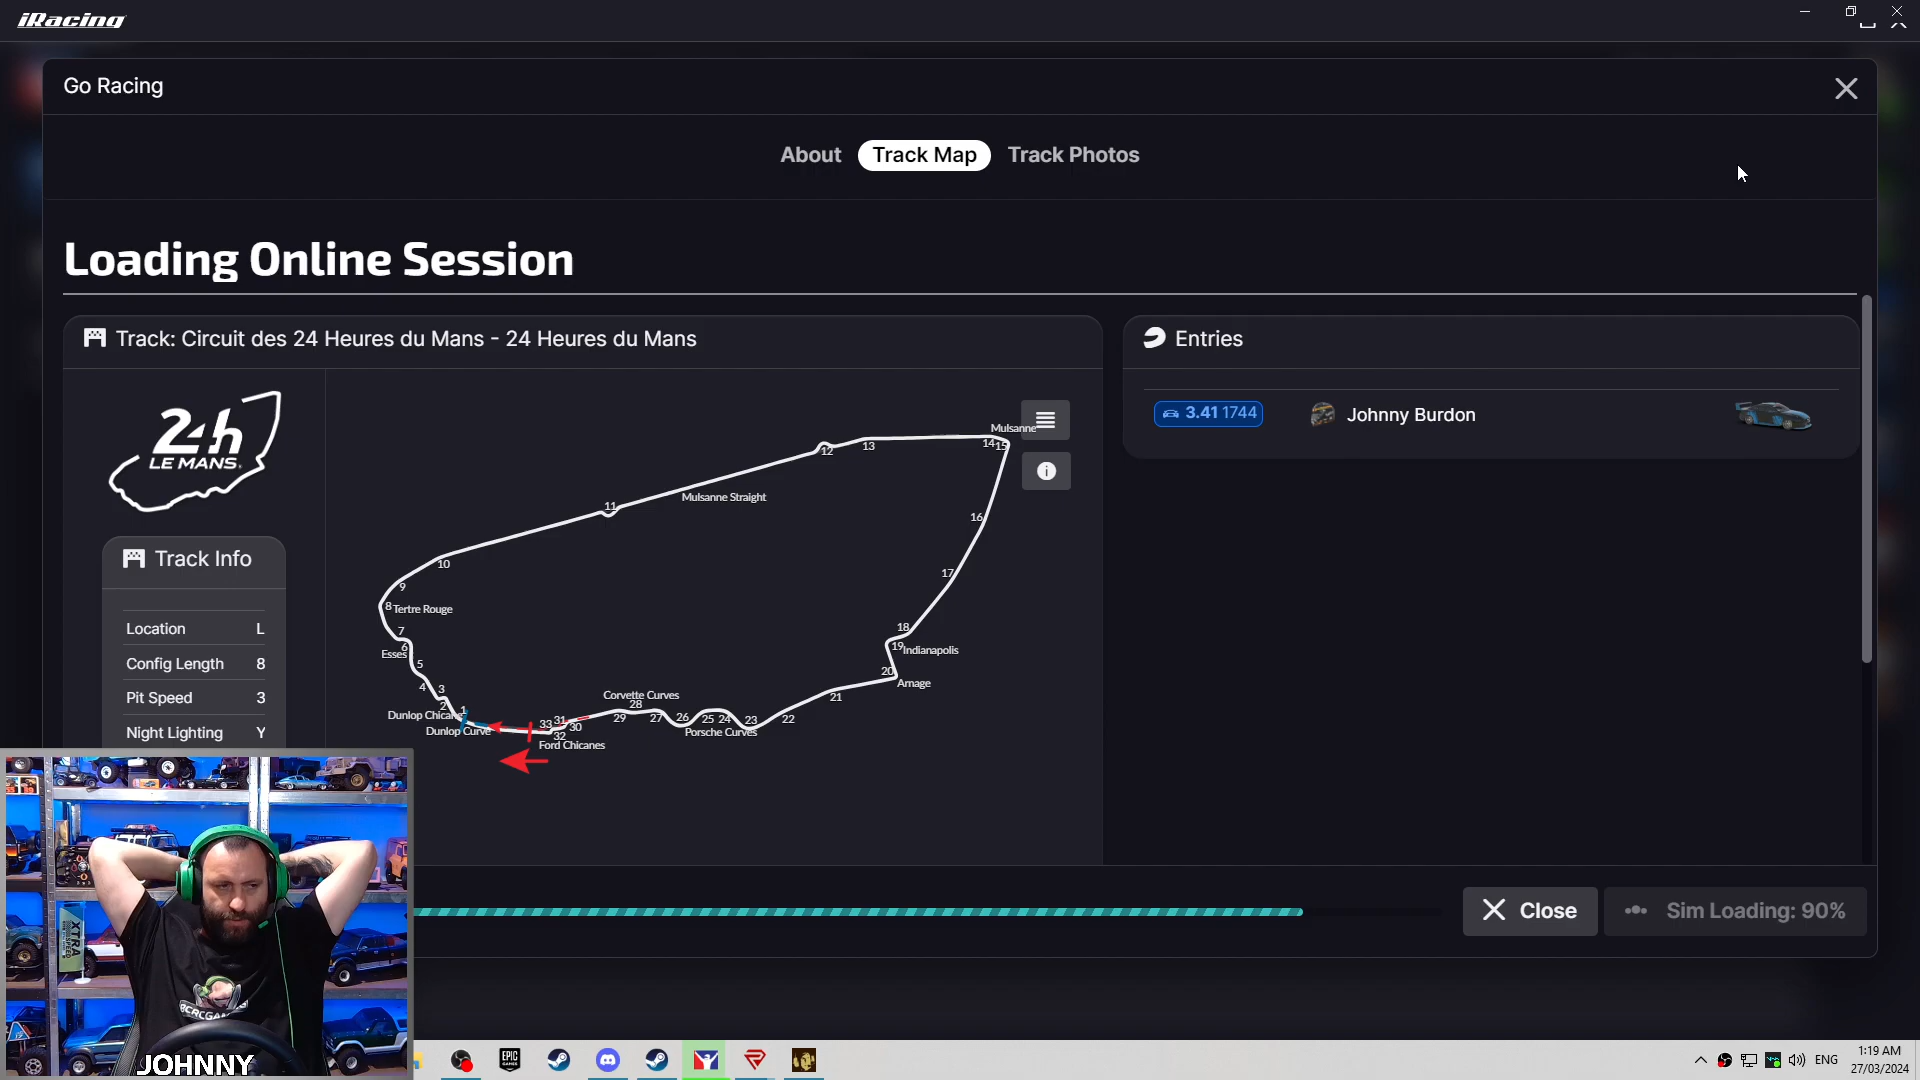 iRacing
Go Racing
About Track Map Track Photos
Loading Online Session
Track: Circuit des 24 Heures du Mans - 24 Heures du Mans
Entries
24h
LE MANS
3.41 1744 Johnny Burdon
Mulsanne
14 15
13
12
Mulsanne Straight
11
16
10
17
9
8 Tertre Rouge
7
6
Esses
5
4
3
2
1
Dunlop Chicane
Dunlop Curve
18
19 Indianapolis
20
Arnage
21
22
23
24
25
26
Porsche Curves
Corvette Curves
27
28
29
30
31
32
33
Ford Chicanes
Track Info
Location L
Config Length 8
Pit Speed 3
Night Lighting Y
Close
Sim Loading: 90%
XTRA
SPEED
JOHNNY
EPIC
GAMES
ENG
1:19 AM
27/03/2024